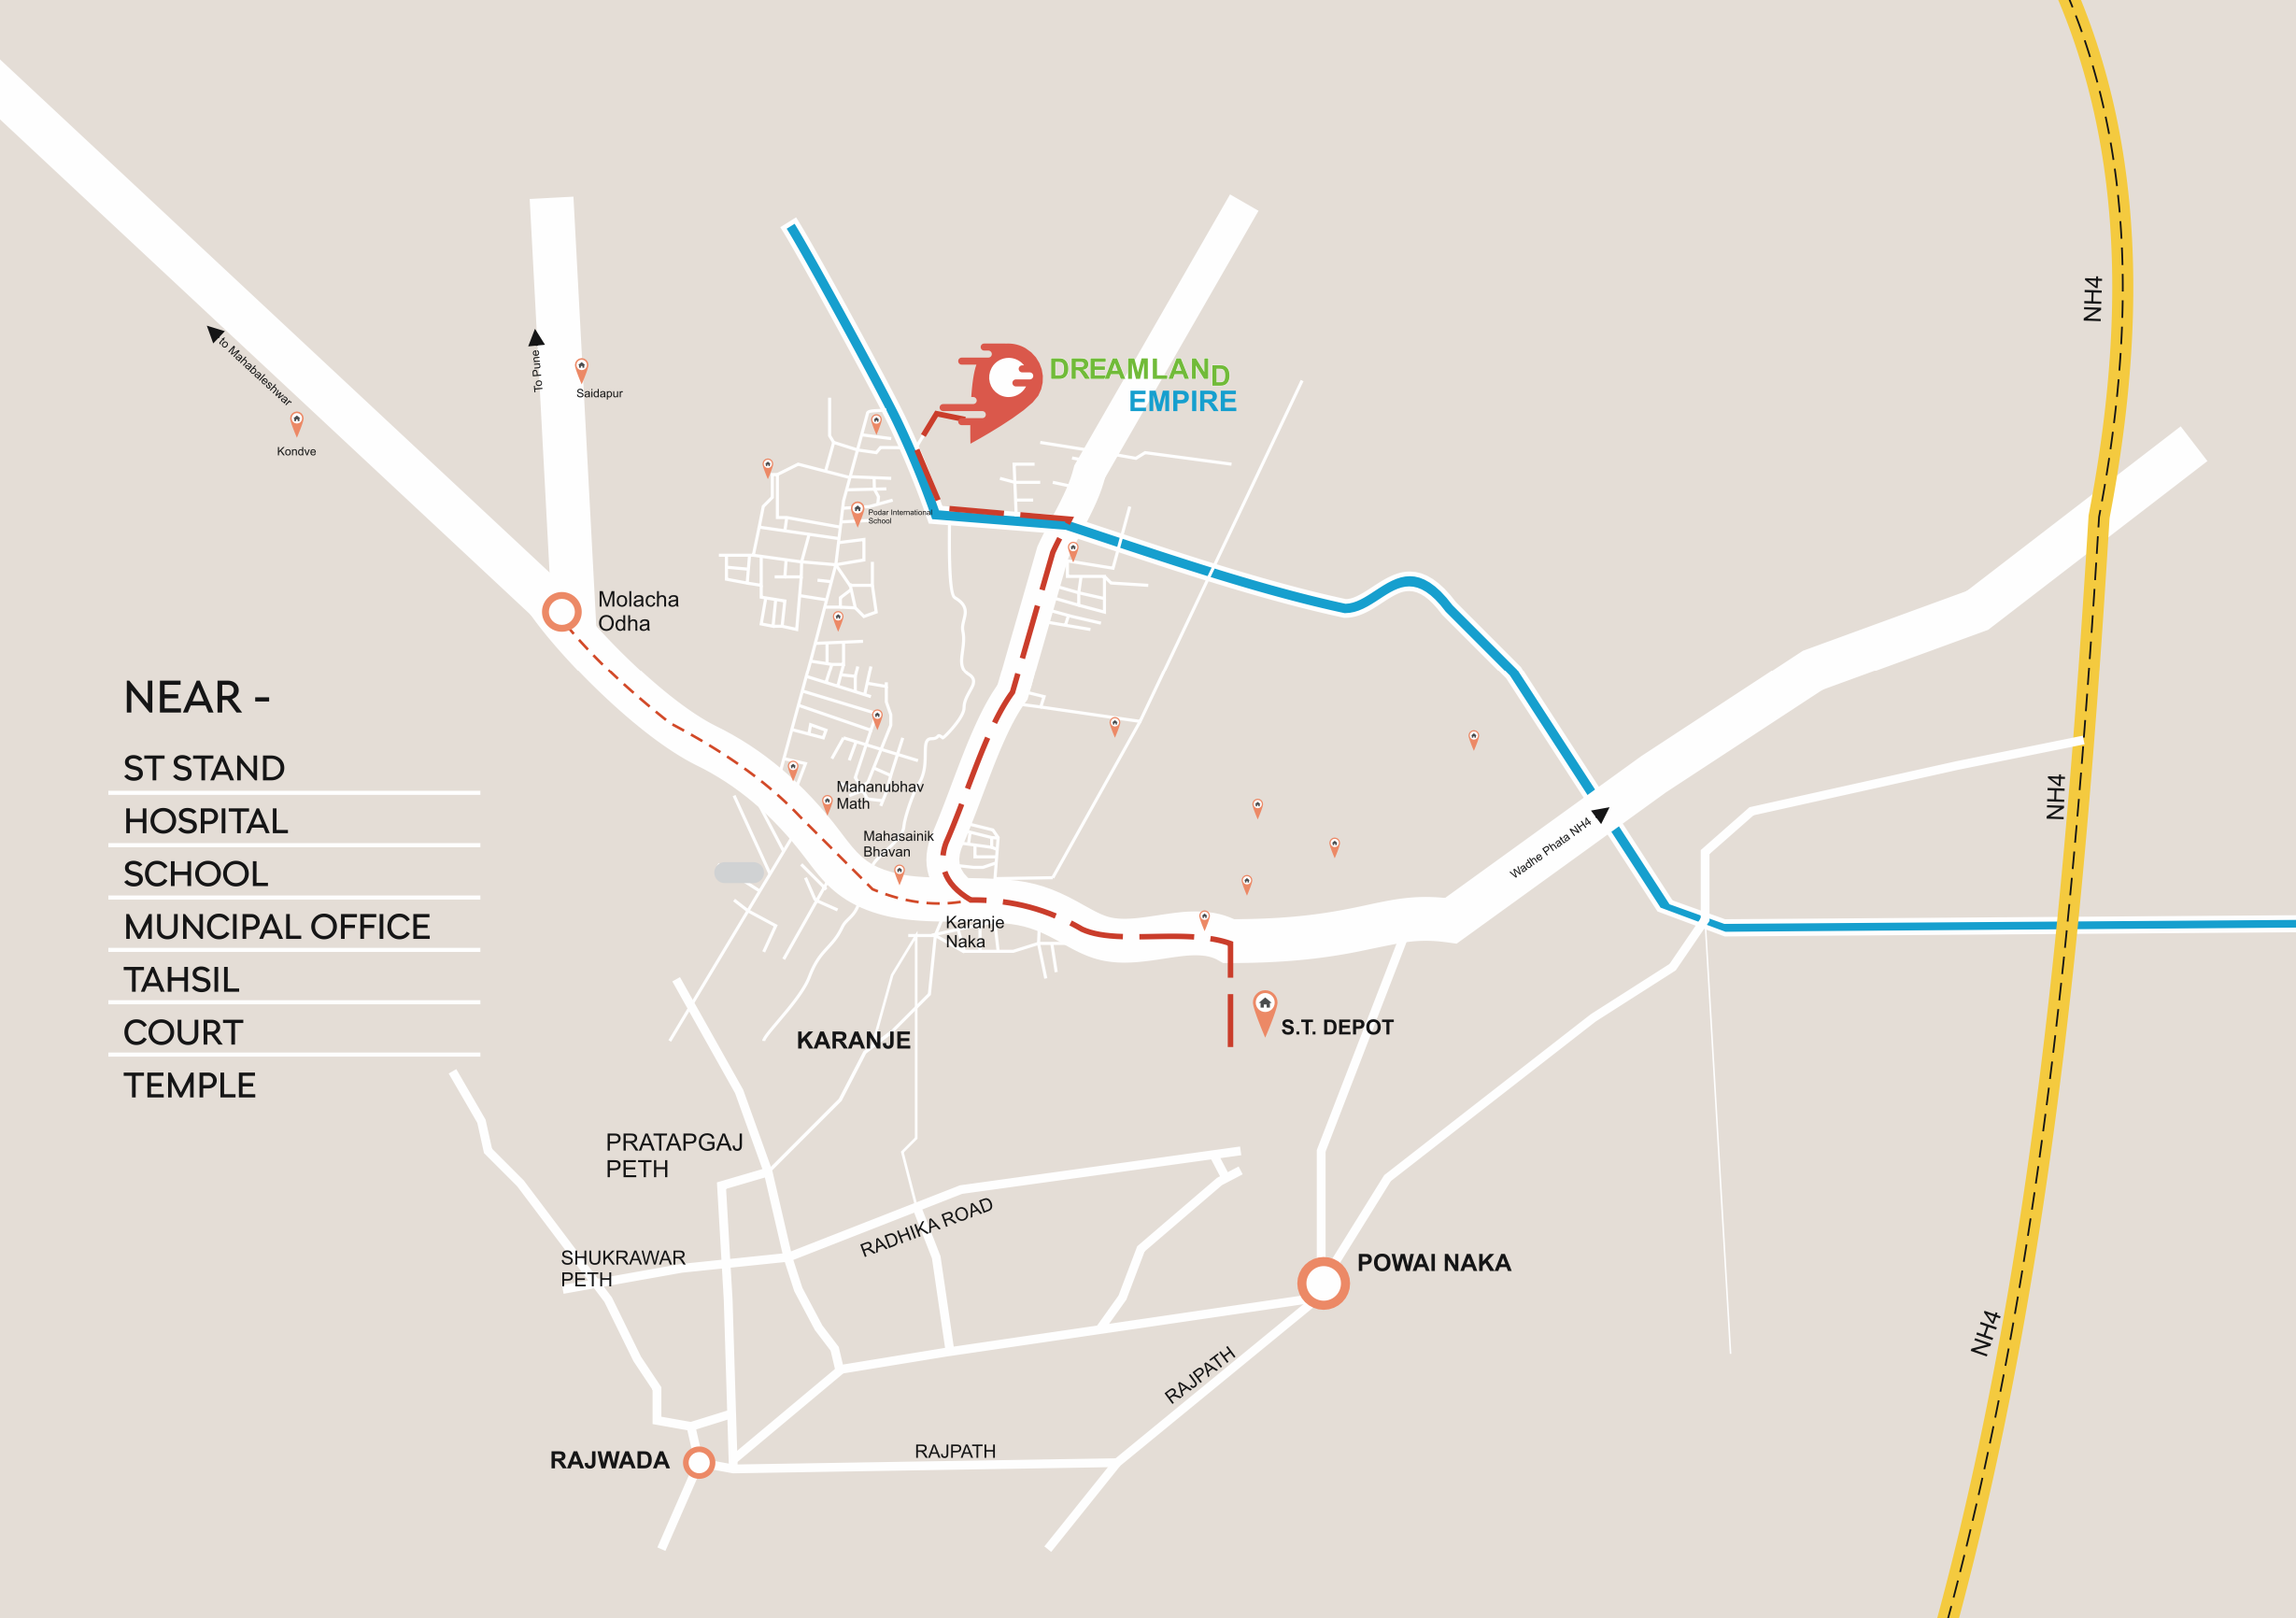 NH4
to Mahabaleshwar
To Pune
Saidapur
Kondve
DREAMLAND
EMPIRE
Podar International
School
Molacha
Odha
NEAR -
ST STAND
HOSPITAL
SCHOOL
MUNCIPAL OFFICE
TAHSIL
COURT
TEMPLE
Mahanubhav
Math
Mahasainik
Bhavan
Karanje
Naka
Wadhe Phata NH4
NH4
S.T. DEPOT
KARANJE
PRATAPGAJ
PETH
SHUKRAWAR
PETH
RADHIKA ROAD
POWAI NAKA
NH4
RAJPATH
RAJPATH
RAJWADA